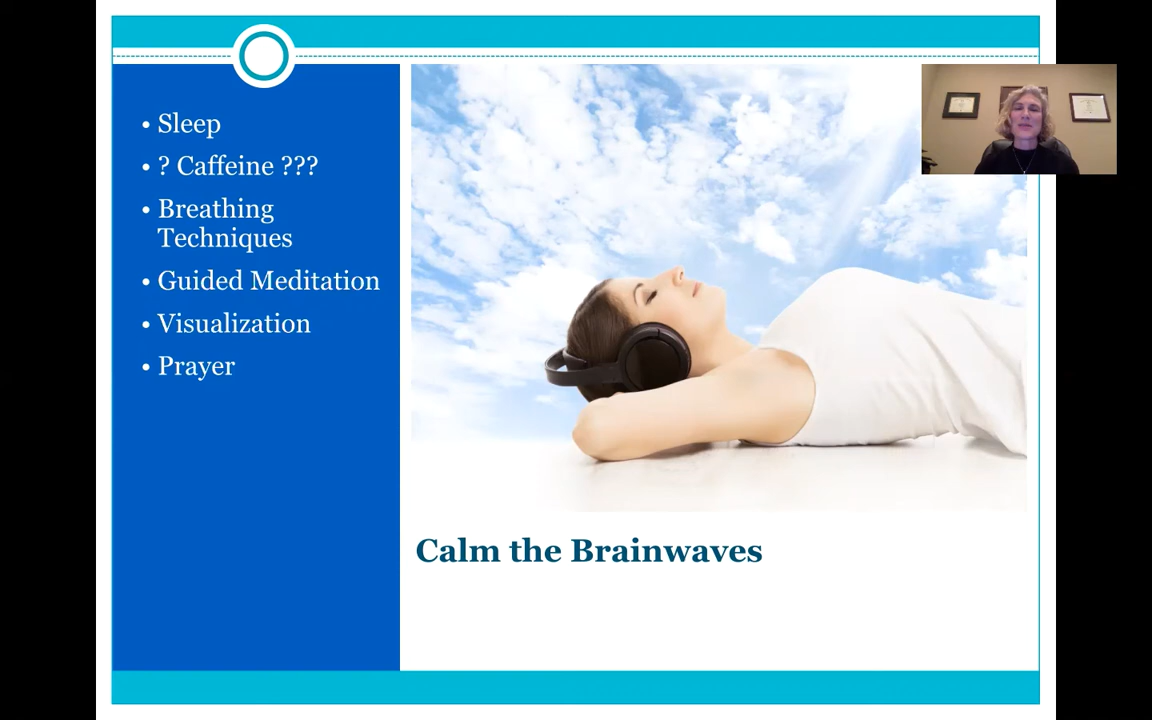 • Sleep
• ? Caffeine ???
• Breathing
Techniques
• Guided Meditation
• Visualization
• Prayer
Calm the Brainwaves